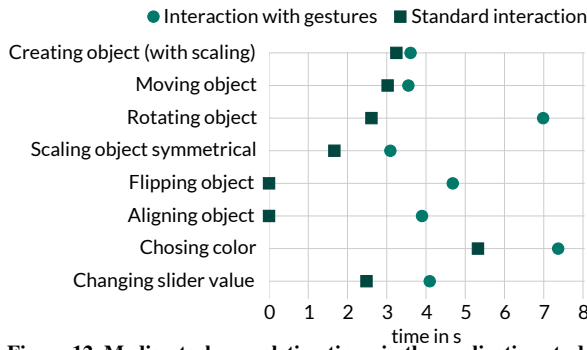 Interaction with gestures Standard interaction
Creating object (with scaling)
Moving object
Rotating object
Scaling object symmetrical
Flipping object
Aligning object
Chosing color
Changing slider value
0 1 2 3 4 5 6 7 8
time in s